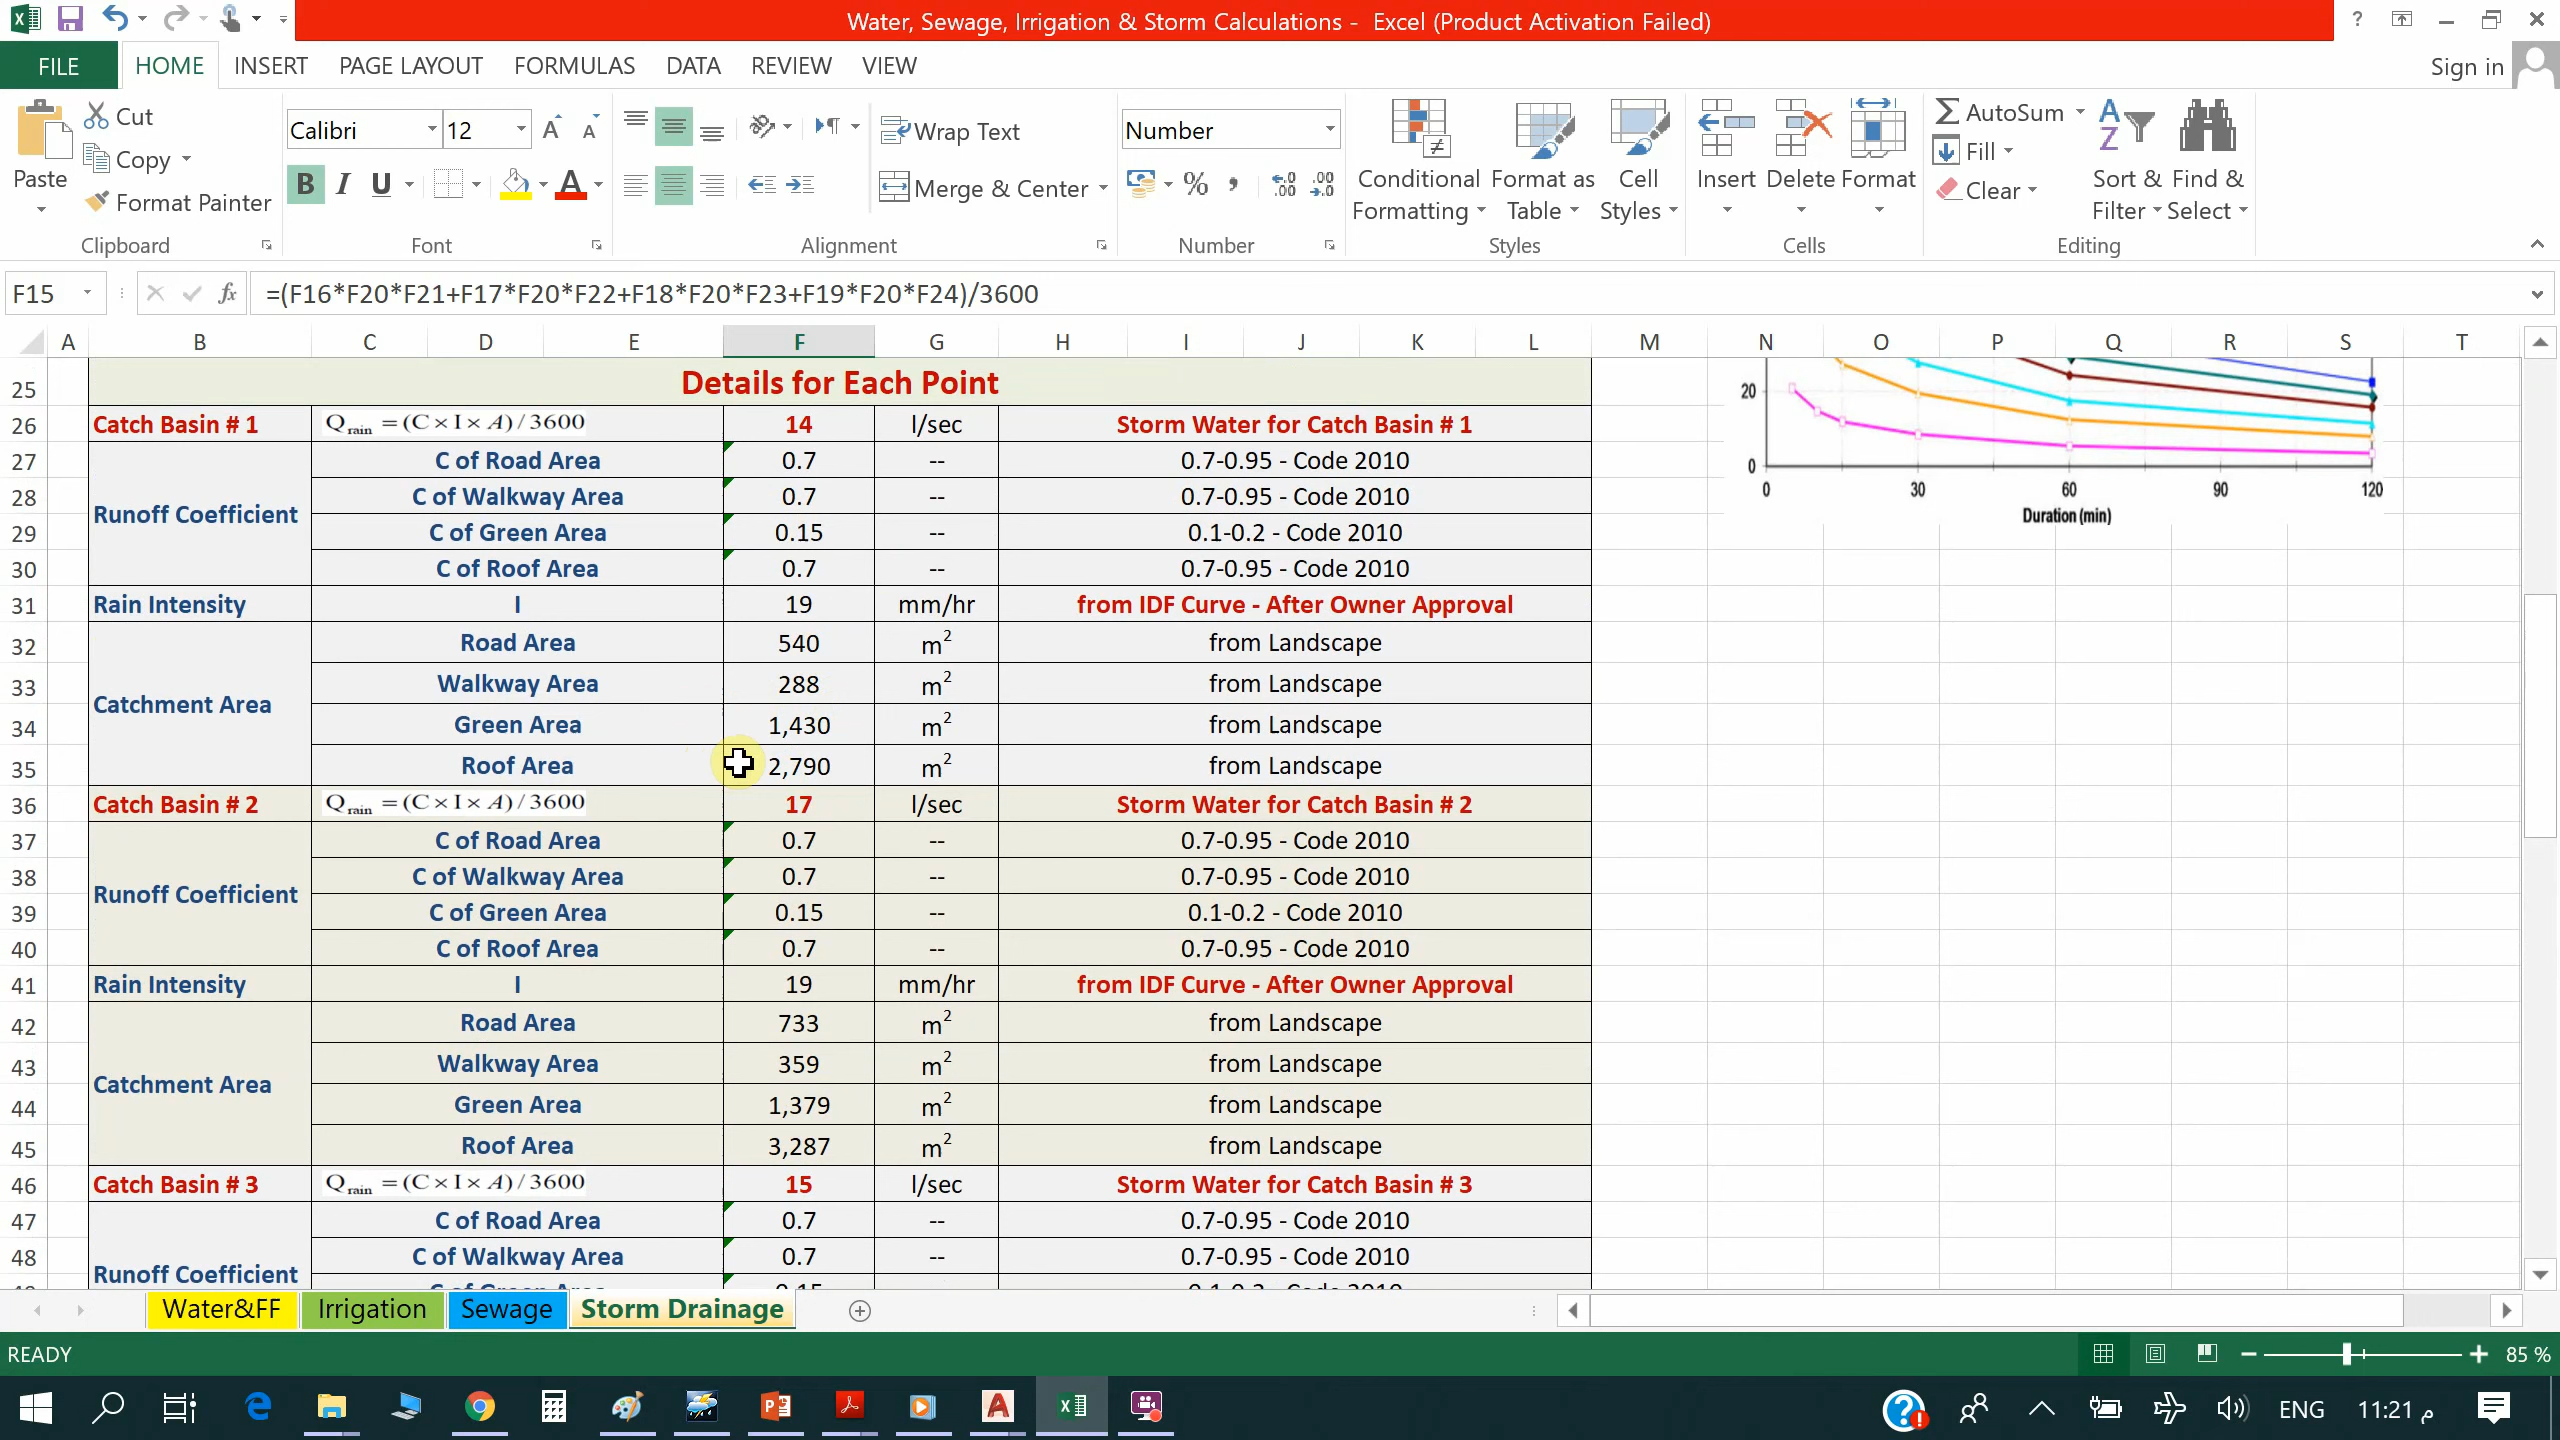 Water, Sewage, Irrigation & Storm Calculations - Excel (Product Activation Failed)
FILE HOME INSERT PAGE LAYOUT FORMULAS DATA REVIEW VIEW Sign in
Paste
Cut
Copy
Format Painter
Clipboard
Calibri 12
B I U
Font
Wrap Text
Merge & Center
Alignment
Number
Number
Conditional Formatting
Format as Table
Cell Styles
Styles
Insert Delete Format
Cells
AutoSum
Fill
Clear
Sort & Filter
Find & Select
Editing
F15 =(F16*F20*F21+F17*F20*F22+F18*F20*F23+F19*F20*F24)/3600
A B C D E F G H I J K L M N O P Q R S T
25 Details for Each Point
26 Catch Basin # 1 Qrain = (C × I × A) / 3600 14 l/sec Storm Water for Catch Basin # 1
27 C of Road Area 0.7 -- 0.7-0.95 - Code 2010
28 C of Walkway Area 0.7 -- 0.7-0.95 - Code 2010
Runoff Coefficient
29 C of Green Area 0.15 -- 0.1-0.2 - Code 2010
30 C of Roof Area 0.7 -- 0.7-0.95 - Code 2010
31 Rain Intensity I 19 mm/hr from IDF Curve - After Owner Approval
32 Road Area 540 m² from Landscape
33 Walkway Area 288 m² from Landscape
Catchment Area
34 Green Area 1,430 m² from Landscape
35 Roof Area 2,790 m² from Landscape
36 Catch Basin # 2 Qrain = (C × I × A) / 3600 17 l/sec Storm Water for Catch Basin # 2
37 C of Road Area 0.7 -- 0.7-0.95 - Code 2010
38 C of Walkway Area 0.7 -- 0.7-0.95 - Code 2010
Runoff Coefficient
39 C of Green Area 0.15 -- 0.1-0.2 - Code 2010
40 C of Roof Area 0.7 -- 0.7-0.95 - Code 2010
41 Rain Intensity I 19 mm/hr from IDF Curve - After Owner Approval
42 Road Area 733 m² from Landscape
43 Walkway Area 359 m² from Landscape
Catchment Area
44 Green Area 1,379 m² from Landscape
45 Roof Area 3,287 m² from Landscape
46 Catch Basin # 3 Qrain = (C × I × A) / 3600 15 l/sec Storm Water for Catch Basin # 3
47 C of Road Area 0.7 -- 0.7-0.95 - Code 2010
48 C of Walkway Area 0.7 -- 0.7-0.95 - Code 2010
Runoff Coefficient
20
0
0 30 60 90 120
Duration (min)
Water&FF Irrigation Sewage Storm Drainage
READY 85 %
ENG 11:21 م